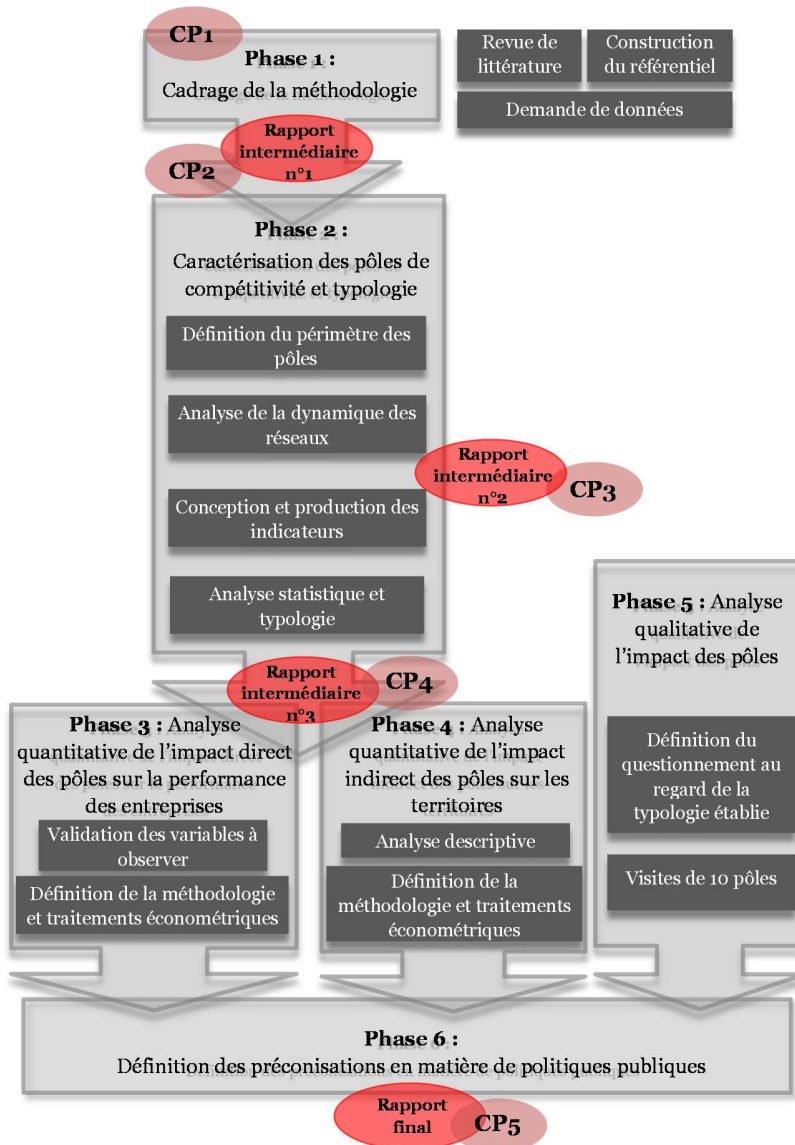 CP1
Phase 1 :
Cadrage de la méthodologie
Revue de
littérature
Construction
du référentiel
Demande de données
Rapport
intermédiaire
n°1
CP2
Phase 2 :
Caractérisation des pôles de
compétitivité et typologie
Définition du périmètre des
pôles
Analyse de la dynamique des
réseaux
Rapport
intermédiaire
n°2
CP3
Conception et production des
indicateurs
Analyse statistique et
typologie
Rapport
intermédiaire
n°3
CP4
Phase 3 : Analyse
quantitative de l'impact direct
des pôles sur la performance
des entreprises
Validation des variables à
observer
Définition de la méthodologie
et traitements économétriques
Phase 4 : Analyse
quantitative de l'impact
indirect des pôles sur les
territoires
Analyse descriptive
Définition de la
méthodologie et traitements
économétriques
Phase 5 : Analyse
qualitative de
l'impact des pôles
Définition du
questionnement au
regard de la
typologie établie
Visites de 10 pôles
Phase 6 :
Définition des préconisations en matière de politiques publiques
Rapport
final
CP5